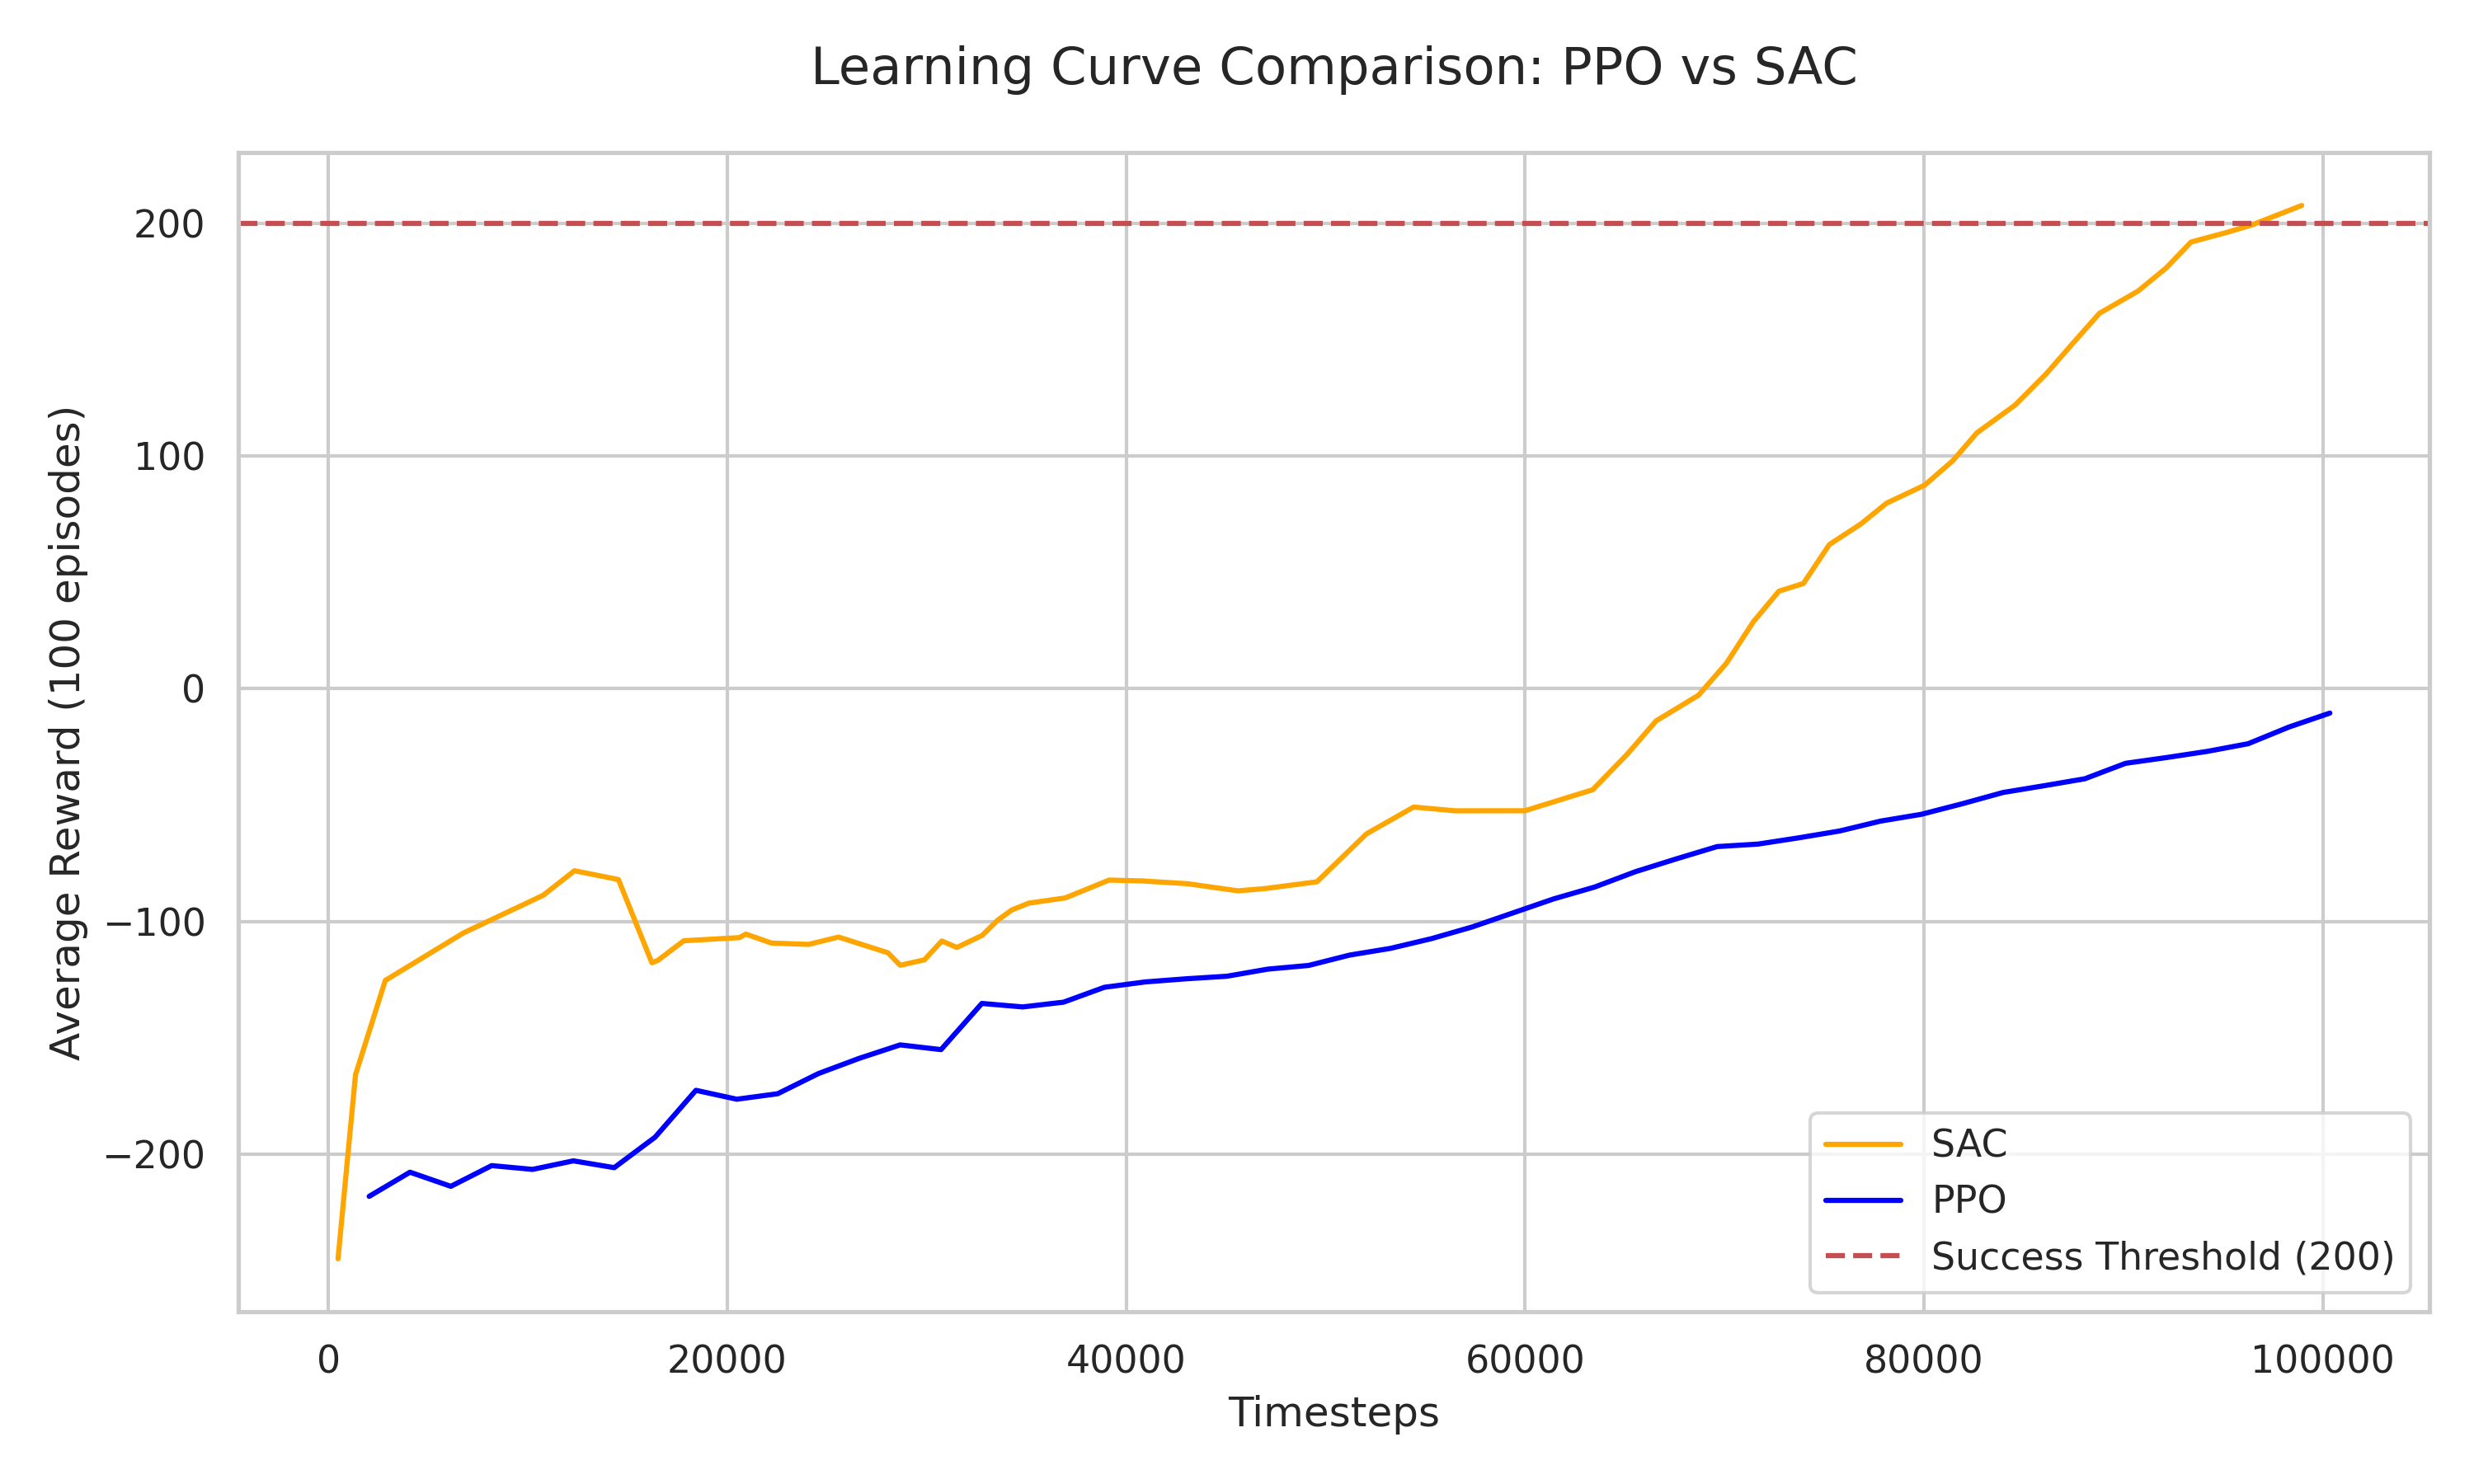 Learning Curve Comparison: PPO vs SAC
Average Reward (100 episodes)
200
100
0
−100
−200
SAC
PPO
Success Threshold (200)
0
20000
40000
60000
80000
100000
Timesteps